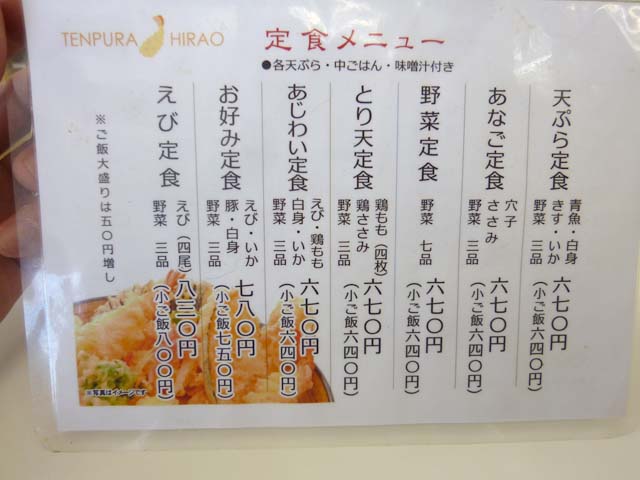 TENPURA HIRAO
定食メニュー
●各天ぷら・中ごはん・味噌汁付き
天ぷら定食
青魚・白身
きす・いか
野菜 三品
六七〇円
(小ご飯六四〇円)
あなご定食
穴子
ささみ
野菜 三品
六七〇円
(小ご飯六四〇円)
野菜定食
野菜 七品
六七〇円
(小ご飯六四〇円)
とり天定食
鶏もも(四枚)
鶏ささみ
野菜 三品
六七〇円
(小ご飯六四〇円)
あじわい定食
えび・鶏もも
白身・いか
野菜 三品
六七〇円
(小ご飯六四〇円)
お好み定食
えび・いか
豚・白身
野菜 三品
七八〇円
(小ご飯七五〇円)
えび定食
えび(四尾)
野菜 三品
八三〇円
(小ご飯八〇〇円)
※ご飯大盛りは五〇円増し
※写真はイメージです